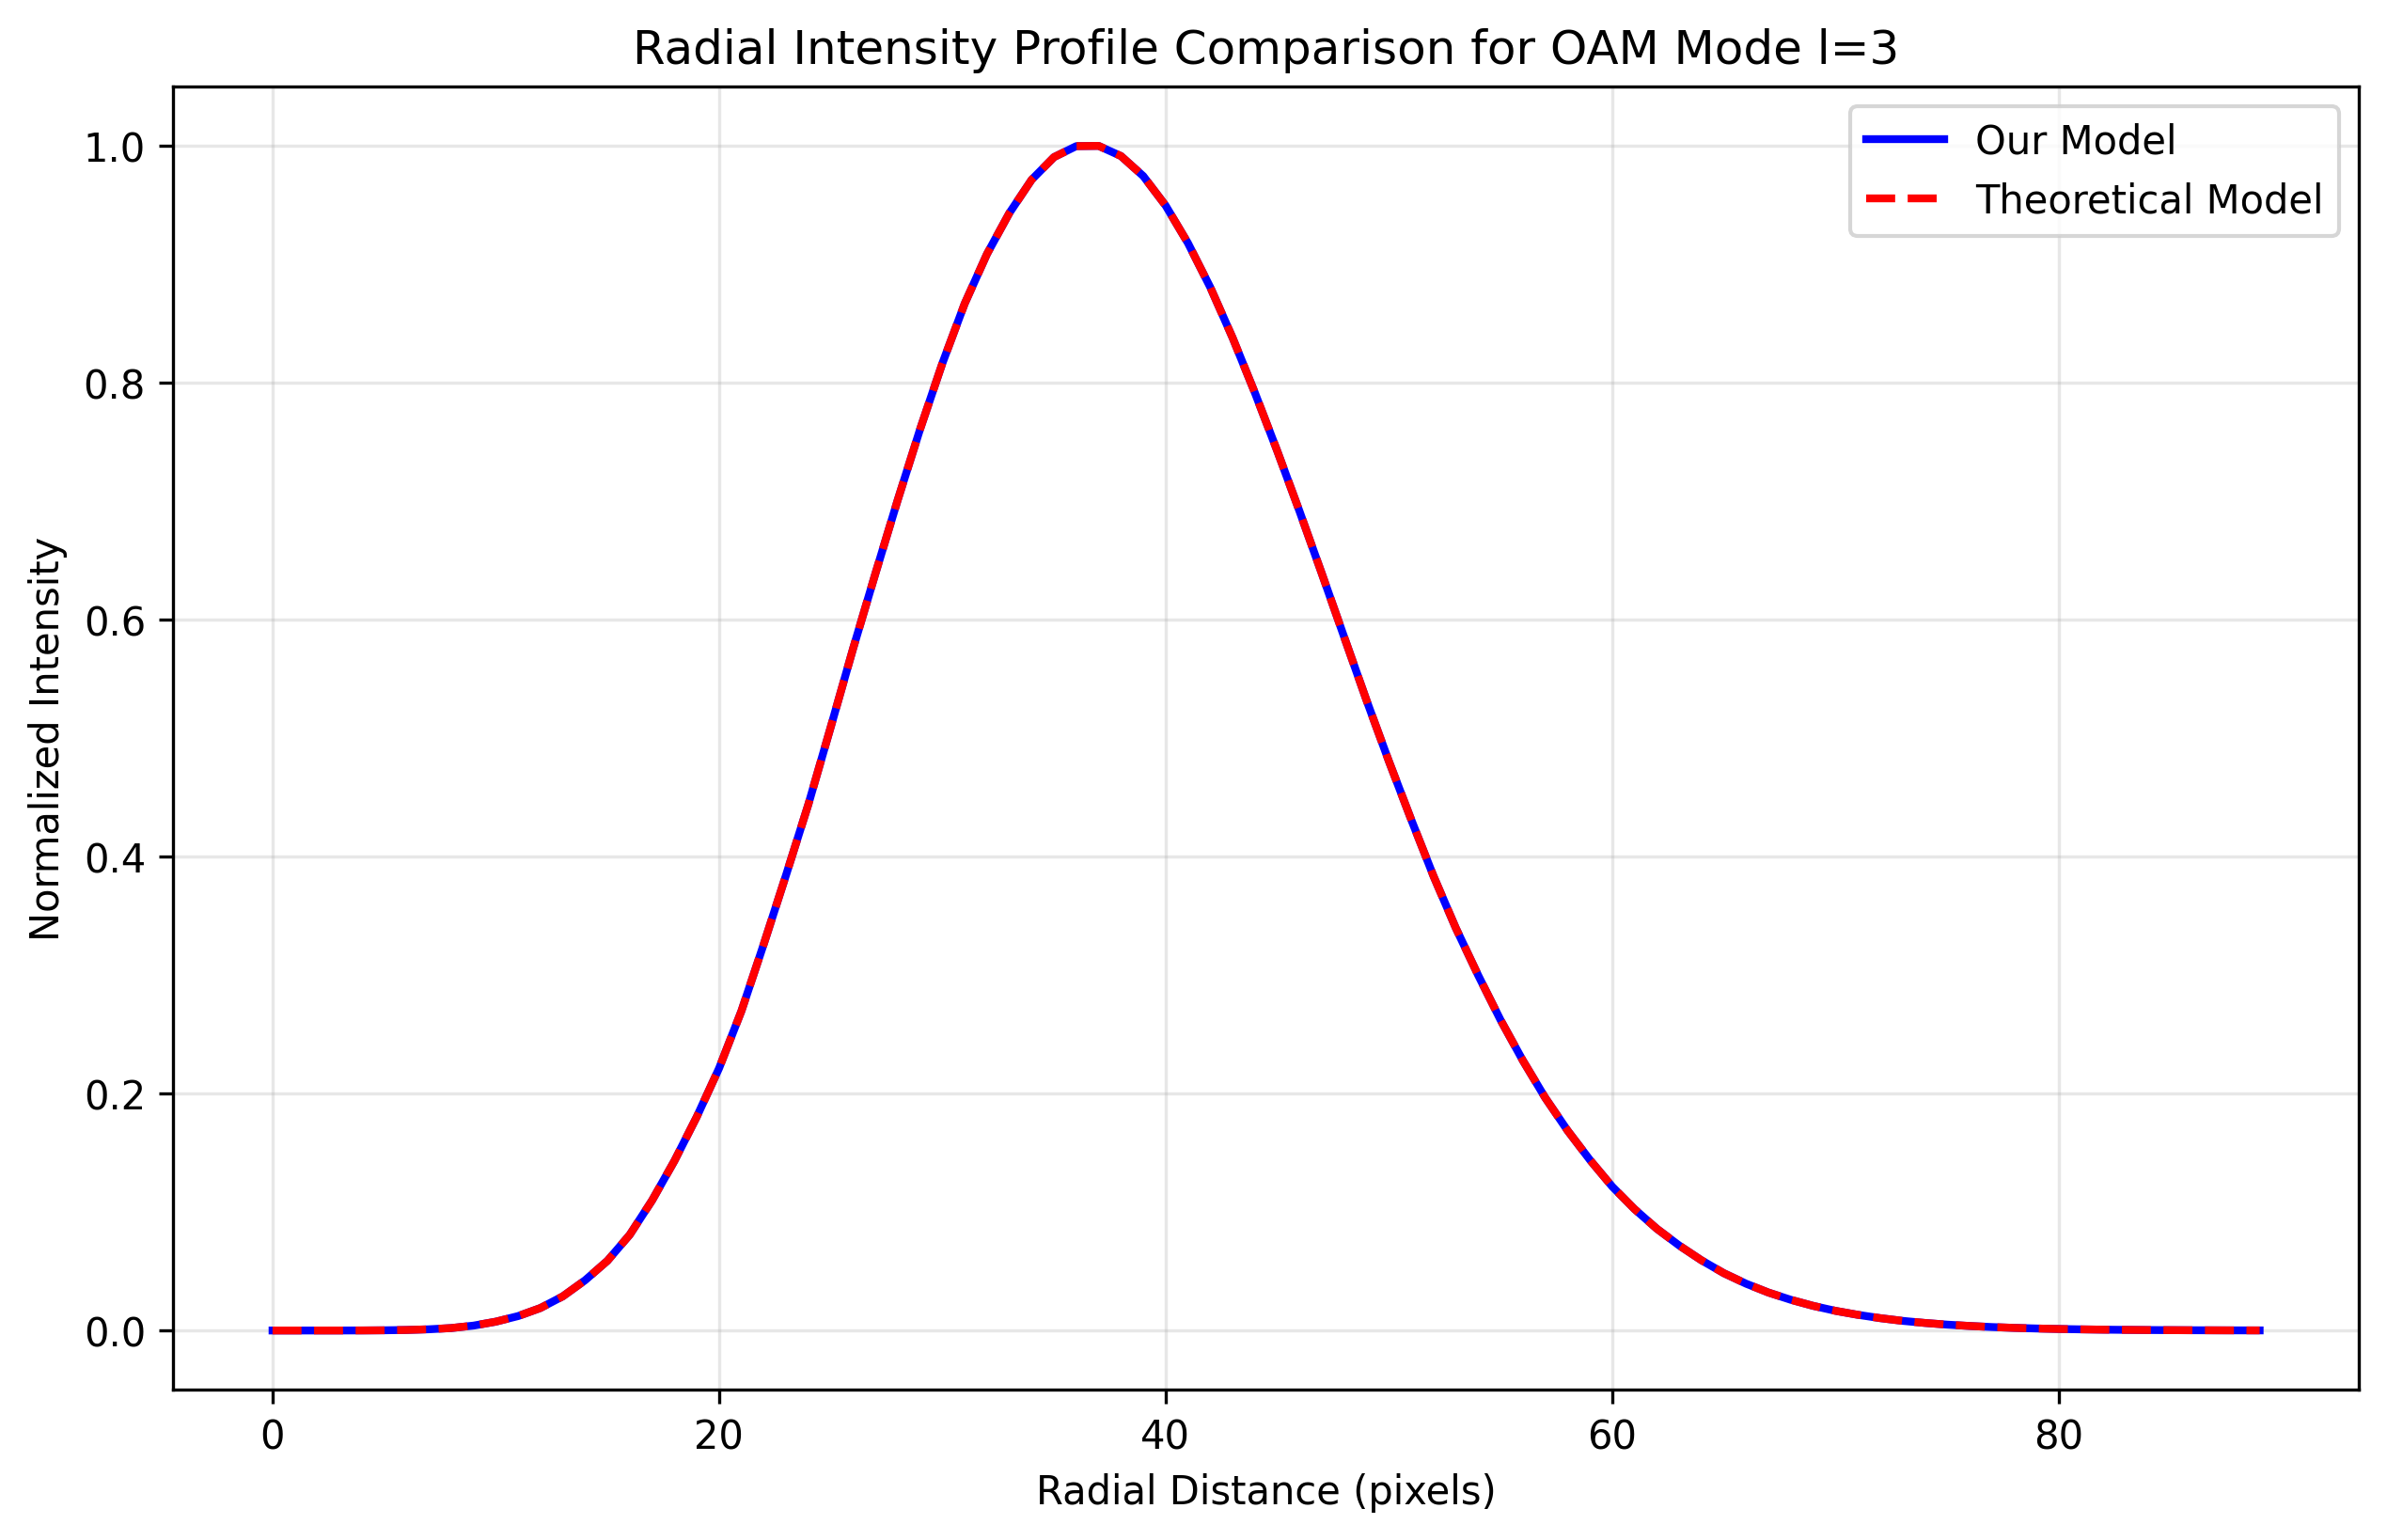 Radial Intensity Profile Comparison for OAM Mode l=3
Our Model
Theoretical Model
Normalized Intensity
1.0
0.8
0.6
0.4
0.2
0.0
0 20 40 60 80
Radial Distance (pixels)